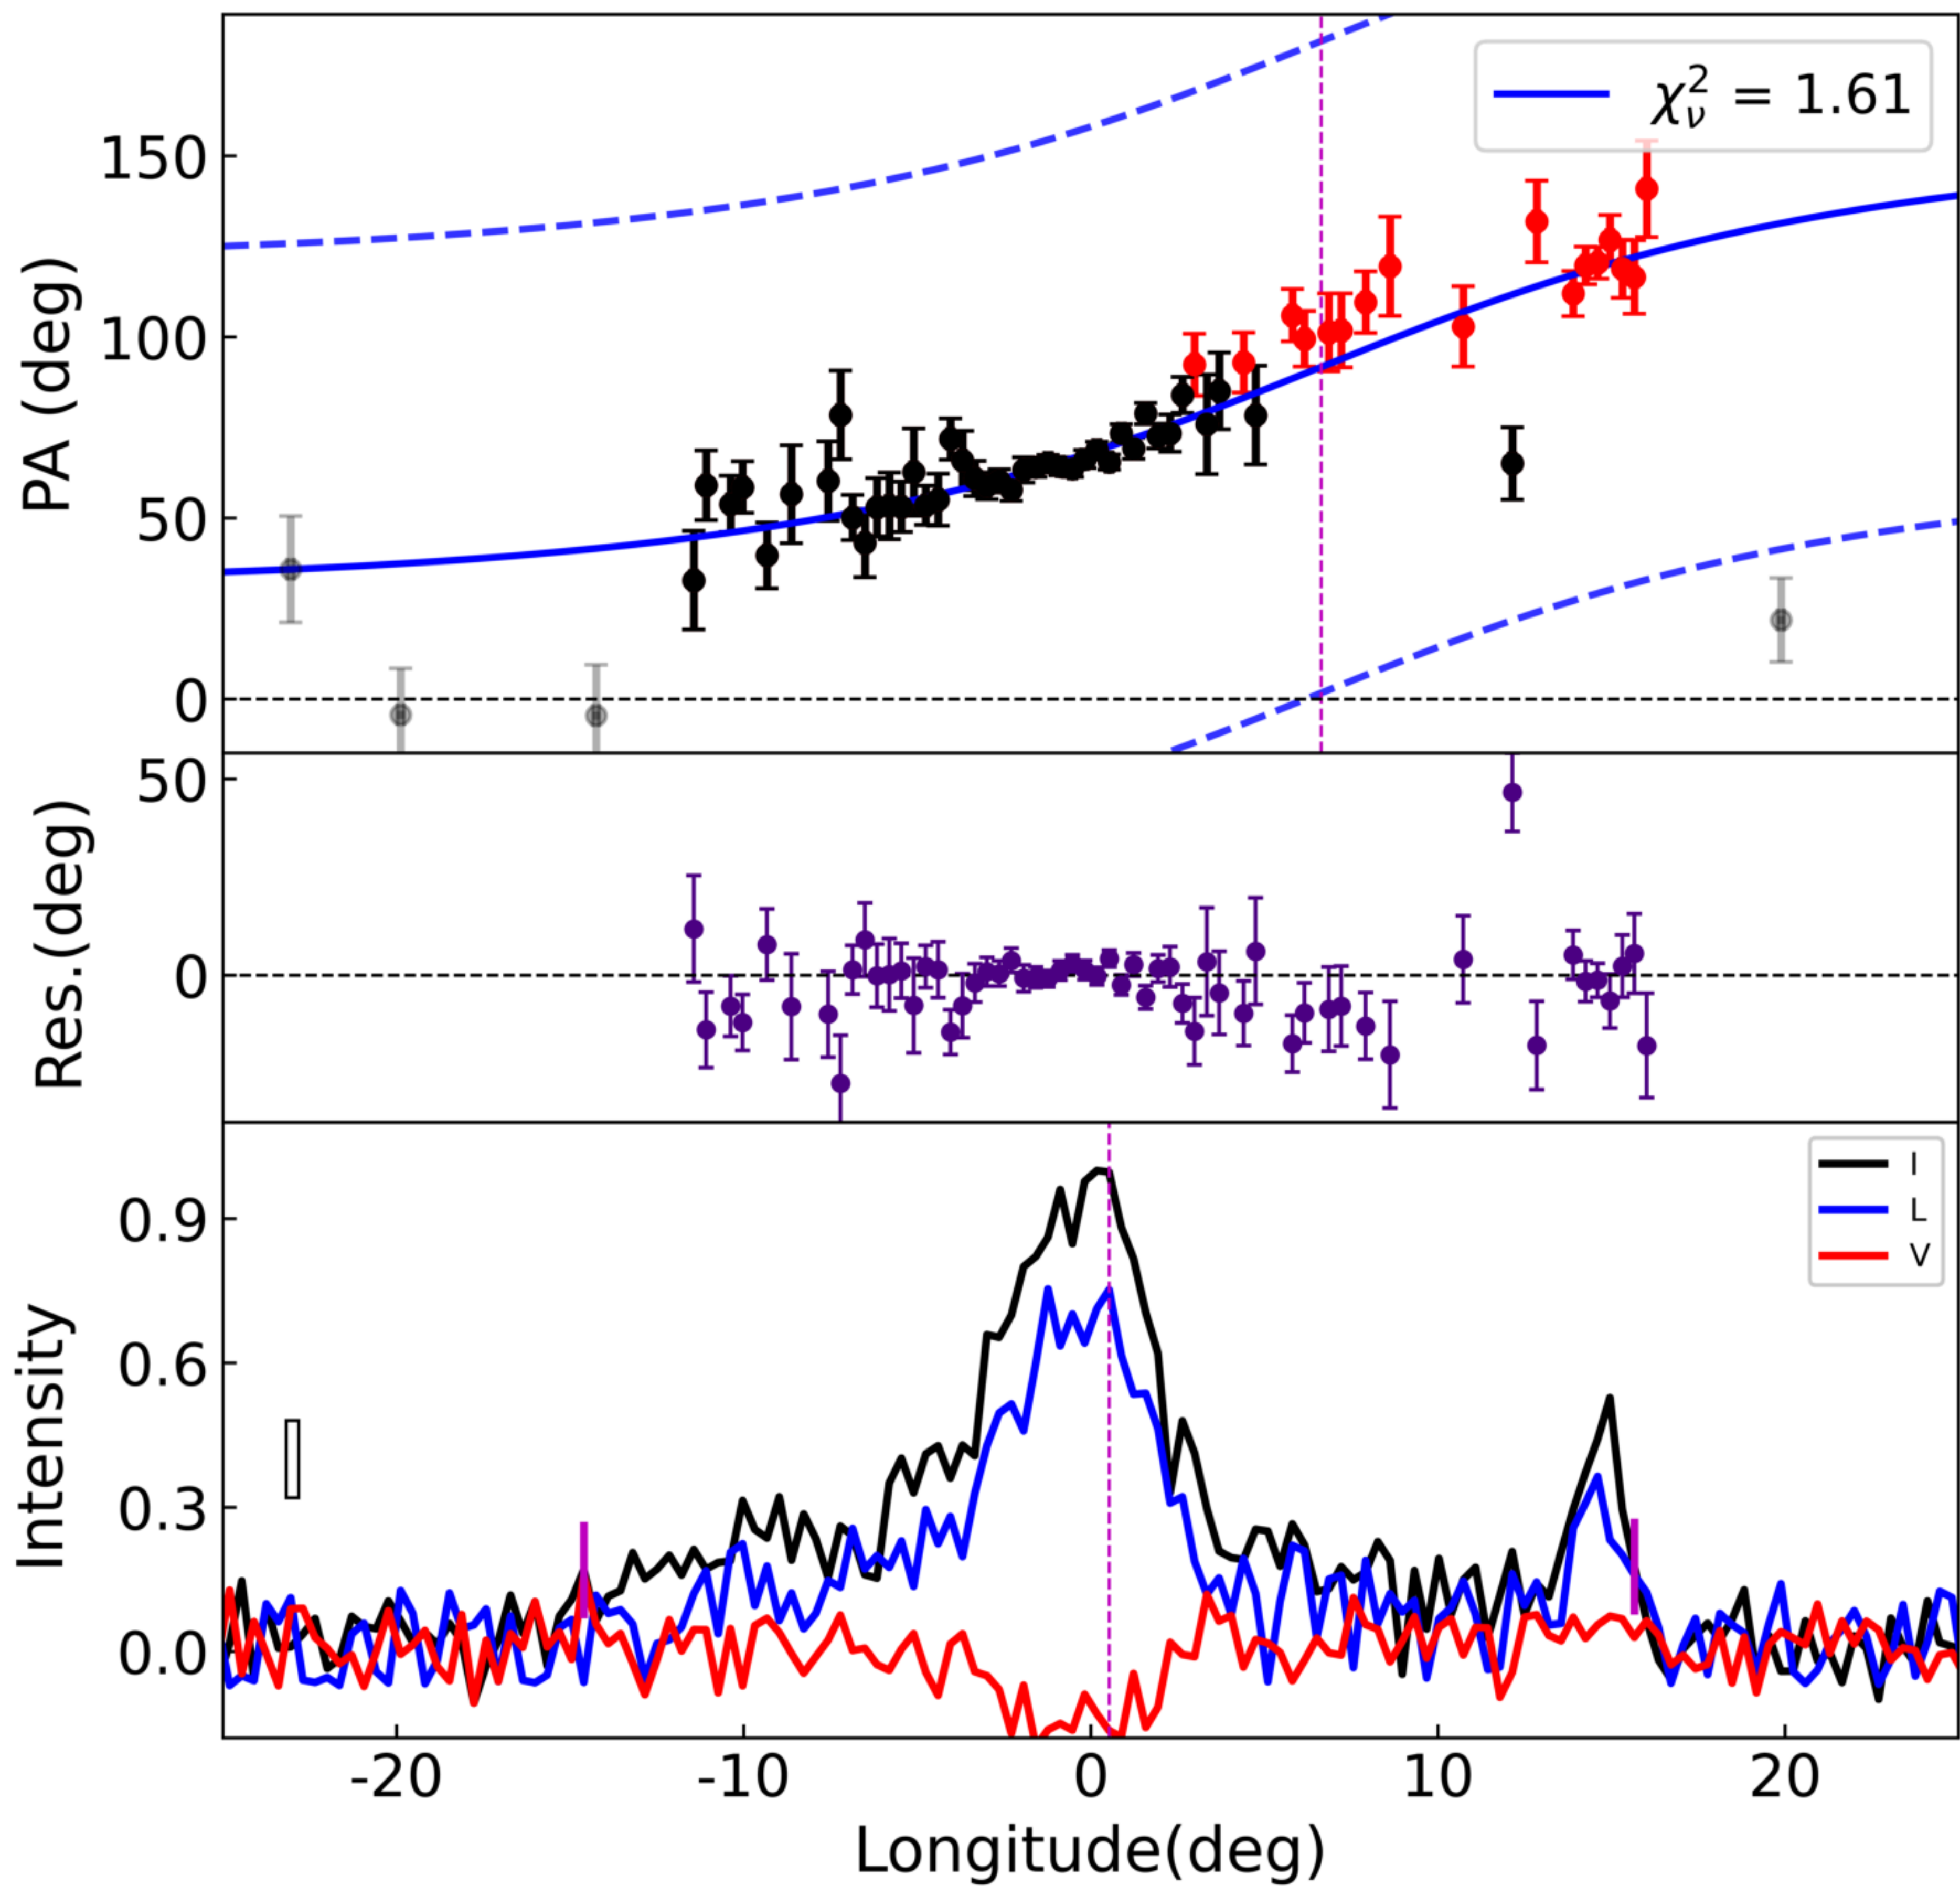 χ²ᵥ = 1.61
150
100
50
0
PA (deg)
50
0
Res.(deg)
I
L
V
0.9
0.6
0.3
0.0
Intensity
-20 -10 0 10 20
Longitude(deg)